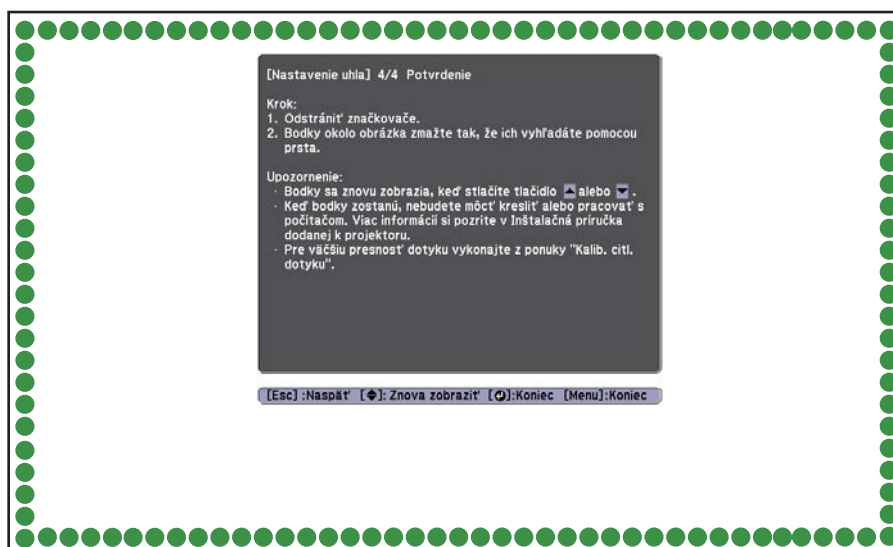 [Nastavenie uhla] 4/4 Potvrdenie
Krok:
1. Odstrániť značkovače.
2. Bodky okolo obrázka zmažte tak, že ich vyhľadáte pomocou
prsta.
Upozornenie:
· Bodky sa znovu zobrazia, keď stlačíte tlačidlo ▲ alebo ▼ .
· Keď bodky zostanú, nebudete môcť kresliť alebo pracovať s
počítačom. Viac informácií si pozrite v Inštalačná príručka
dodanej k projektoru.
· Pre väčšiu presnosť dotyku vykonajte z ponuky "Kalib. citl.
dotyku".
[Esc] :Naspäť [◆]: Znova zobraziť [↵]:Koniec [Menu]:Koniec